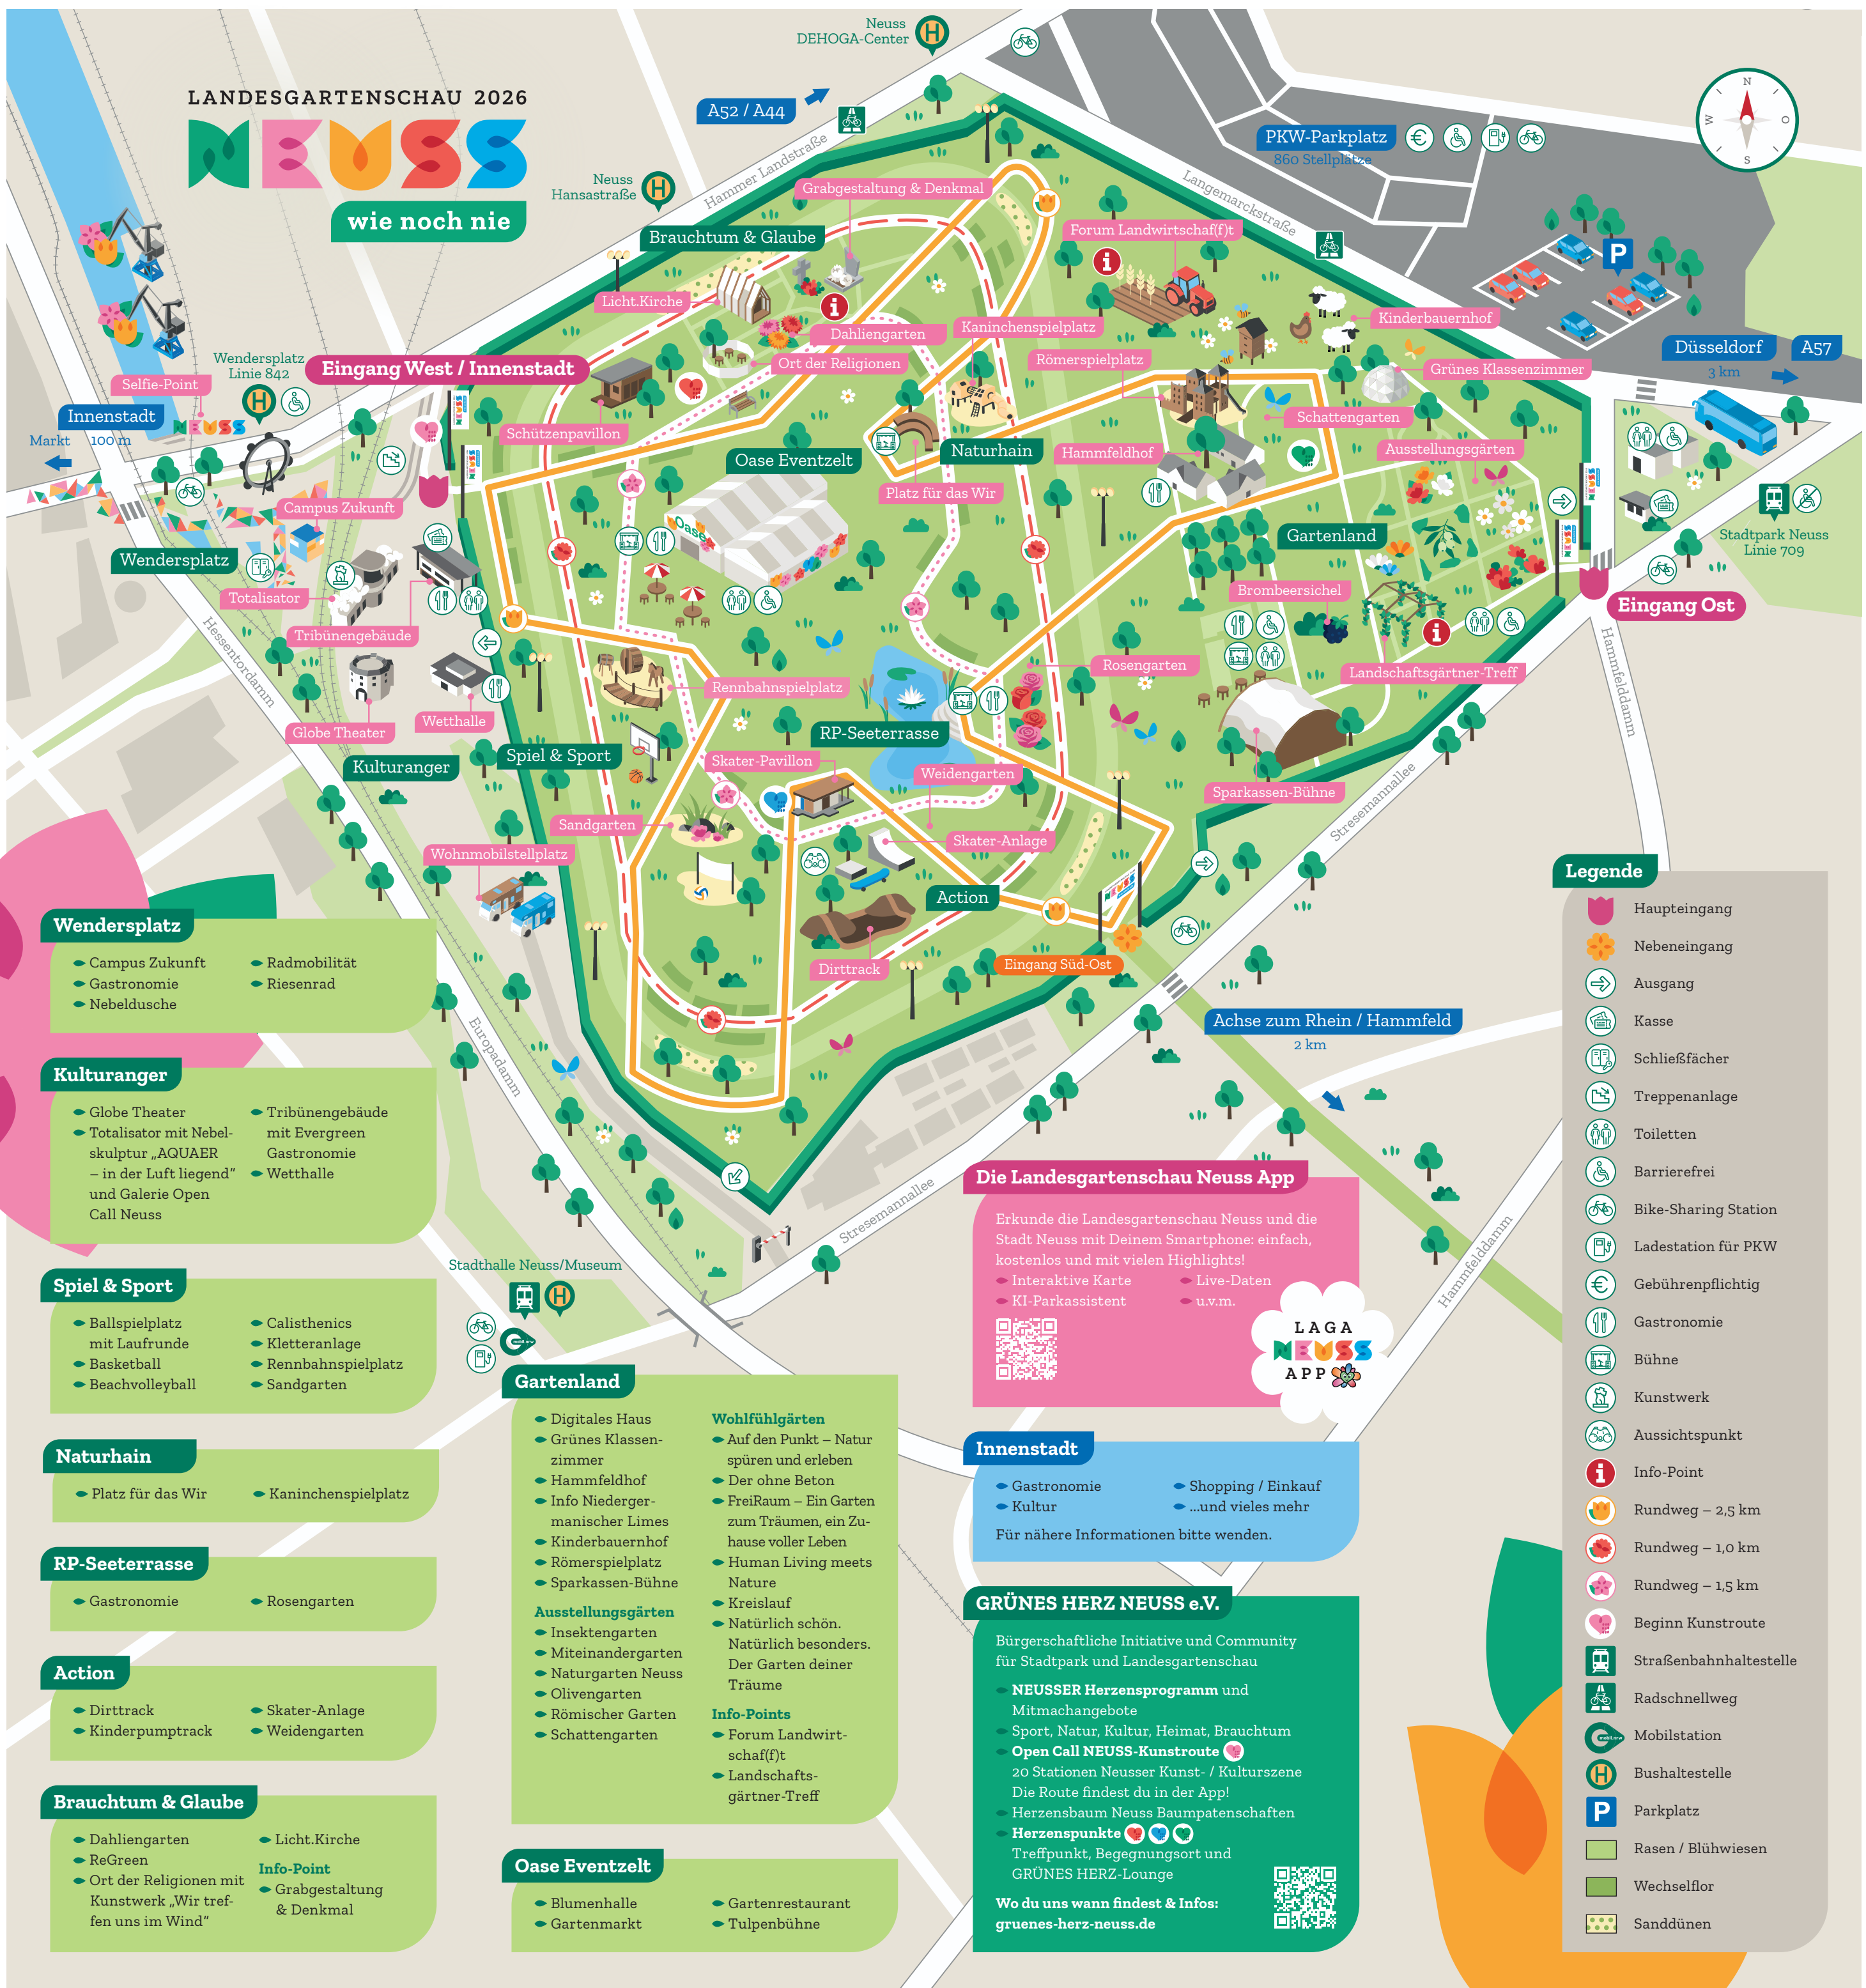 LANDESGARTENSCHAU 2026
NEUSS
wie noch nie
Neuss
DEHOGA-Center
H
A52 / A44
Neuss
Hansastraße
H
Hammer Landstraße
Langemarckstraße
PKW-Parkplatz
860 Stellplätze
N
W
O
S
P
Düsseldorf
A57
3 km
Grabgestaltung & Denkmal
Brauchtum & Glaube
Forum Landwirtschaf(f)t
Licht.Kirche
Dahliengarten
Kaninchenspielplatz
Kinderbauernhof
Ort der Religionen
Römerspielplatz
Grünes Klassenzimmer
Wendersplatz
Linie 842
H
Eingang West / Innenstadt
Selfie-Point
NEUSS
Innenstadt
Markt 100 m
Schützenpavillon
Schattengarten
Oase Eventzelt
Naturhain
Hammfeldhof
Ausstellungsgärten
Platz für das Wir
Campus Zukunft
Oase
Gartenland
Stadtpark Neuss
Linie 709
Wendersplatz
Totalisator
Tribünengebäude
Brombeersichel
Eingang Ost
Hessentordamm
Rosengarten
Landschaftsgärtner-Treff
Hammfelddamm
Rennbahnspielplatz
Wetthalle
Globe Theater
RP-Seeterrasse
Spiel & Sport
Kulturanger
Skater-Pavillon
Weidengarten
Sparkassen-Bühne
Stresemannallee
Sandgarten
Skater-Anlage
Wohnmobilstellplatz
Action
NEUSS
Dirttrack
Eingang Süd-Ost
Achse zum Rhein / Hammfeld
2 km
Europadamm
Stresemannallee
Hammfelddamm
Stadthalle Neuss/Museum
H
Wendersplatz
Campus Zukunft
Gastronomie
Nebeldusche
Radmobilität
Riesenrad
Kulturanger
Globe Theater
Totalisator mit Nebel-
skulptur „AQUAER
– in der Luft liegend“
und Galerie Open
Call Neuss
Tribünengebäude
mit Evergreen
Gastronomie
Wetthalle
Spiel & Sport
Ballspielplatz
mit Laufrunde
Basketball
Beachvolleyball
Calisthenics
Kletteranlage
Rennbahnspielplatz
Sandgarten
Naturhain
Platz für das Wir
Kaninchenspielplatz
RP-Seeterrasse
Gastronomie
Rosengarten
Action
Dirttrack
Kinderpumptrack
Skater-Anlage
Weidengarten
Brauchtum & Glaube
Dahliengarten
ReGreen
Ort der Religionen mit
Kunstwerk „Wir tref-
fen uns im Wind“
Licht.Kirche
Info-Point
Grabgestaltung
& Denkmal
Gartenland
Digitales Haus
Grünes Klassen-
zimmer
Hammfeldhof
Info Niederger-
manischer Limes
Kinderbauernhof
Römerspielplatz
Sparkassen-Bühne
Ausstellungsgärten
Insektengarten
Miteinandergarten
Naturgarten Neuss
Olivengarten
Römischer Garten
Schattengarten
Wohlfühlgärten
Auf den Punkt – Natur
spüren und erleben
Der ohne Beton
FreiRaum – Ein Garten
zum Träumen, ein Zu-
hause voller Leben
Human Living meets
Nature
Kreislauf
Natürlich schön.
Natürlich besonders.
Der Garten deiner
Träume
Info-Points
Forum Landwirt-
schaf(f)t
Landschafts-
gärtner-Treff
Oase Eventzelt
Blumenhalle
Gartenmarkt
Gartenrestaurant
Tulpenbühne
Die Landesgartenschau Neuss App
Erkunde die Landesgartenschau Neuss und die
Stadt Neuss mit Deinem Smartphone: einfach,
kostenlos und mit vielen Highlights!
Interaktive Karte
KI-Parkassistent
Live-Daten
u.v.m.
LAGA
NEUSS
APP
Innenstadt
Gastronomie
Kultur
Shopping / Einkauf
...und vieles mehr
Für nähere Informationen bitte wenden.
GRÜNES HERZ NEUSS e.V.
Bürgerschaftliche Initiative und Community
für Stadtpark und Landesgartenschau
NEUSSER Herzensprogramm und
Mitmachangebote
Sport, Natur, Kultur, Heimat, Brauchtum
Open Call NEUSS-Kunstroute
20 Stationen Neusser Kunst- / Kulturszene
Die Route findest du in der App!
Herzensbaum Neuss Baumpatenschaften
Herzenspunkte
Treffpunkt, Begegnungsort und
GRÜNES HERZ-Lounge
Wo du uns wann findest & Infos:
gruenes-herz-neuss.de
Legende
Haupteingang
Nebeneingang
Ausgang
Kasse
Schließfächer
Treppenanlage
Toiletten
Barrierefrei
Bike-Sharing Station
Ladestation für PKW
Gebührenpflichtig
Gastronomie
Bühne
Kunstwerk
Aussichtspunkt
Info-Point
Rundweg – 2,5 km
Rundweg – 1,0 km
Rundweg – 1,5 km
Beginn Kunstroute
Straßenbahnhaltestelle
Radschnellweg
Mobilstation
Bushaltestelle
Parkplatz
Rasen / Blühwiesen
Wechselflor
Sanddünen